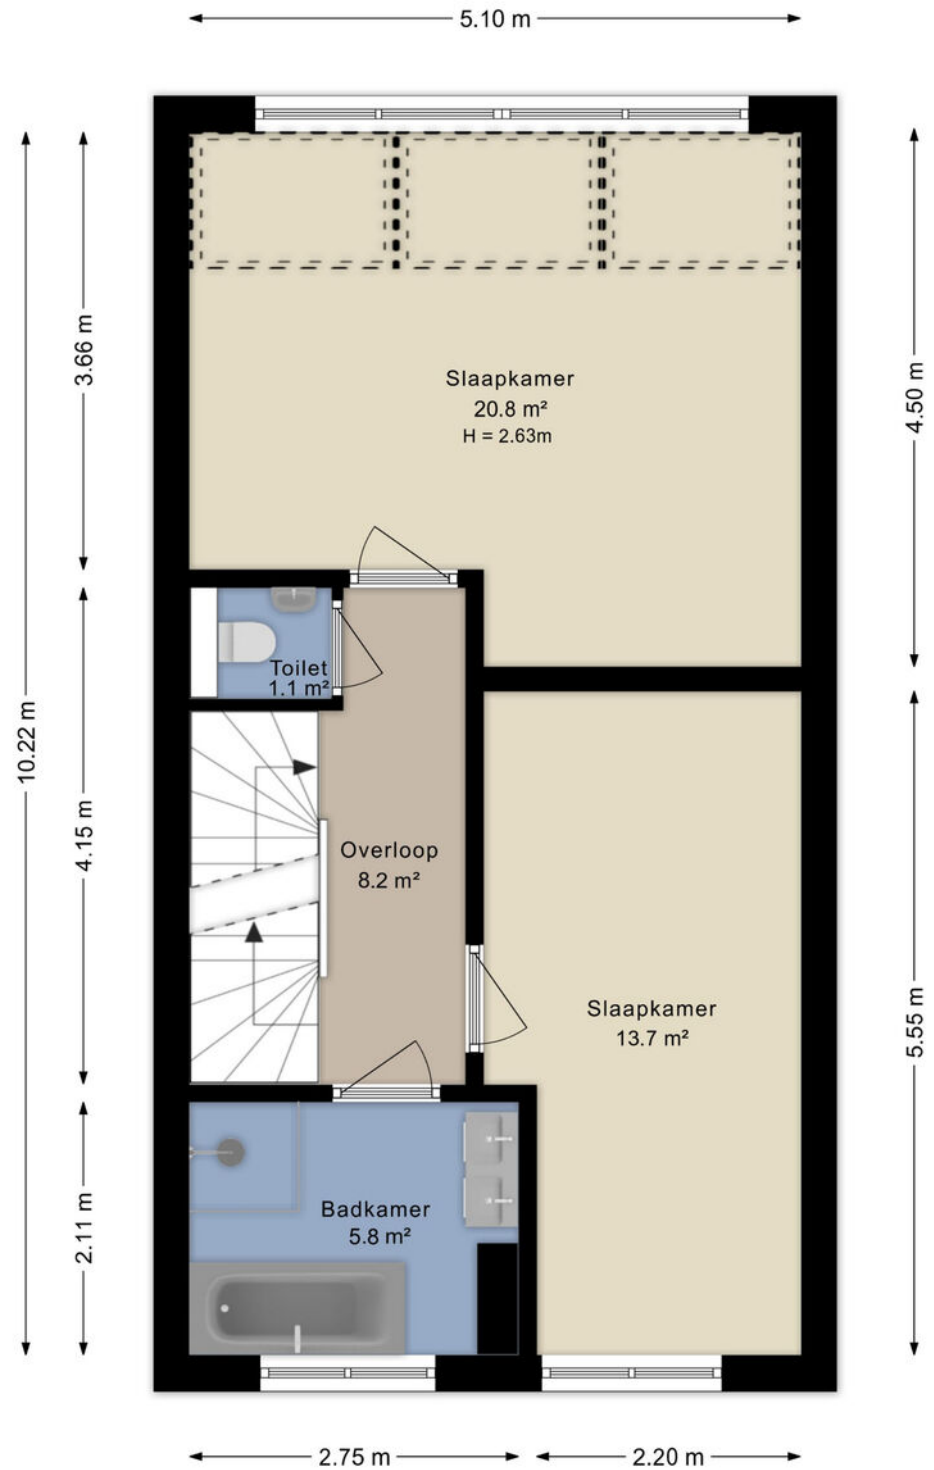 5.10 m
3.66 m
4.50 m
Slaapkamer
20.8 m²
H = 2.63m
Toilet
1.1 m²
10.22 m
4.15 m
Overloop
8.2 m²
Slaapkamer
13.7 m²
5.55 m
2.11 m
Badkamer
5.8 m²
2.75 m
2.20 m